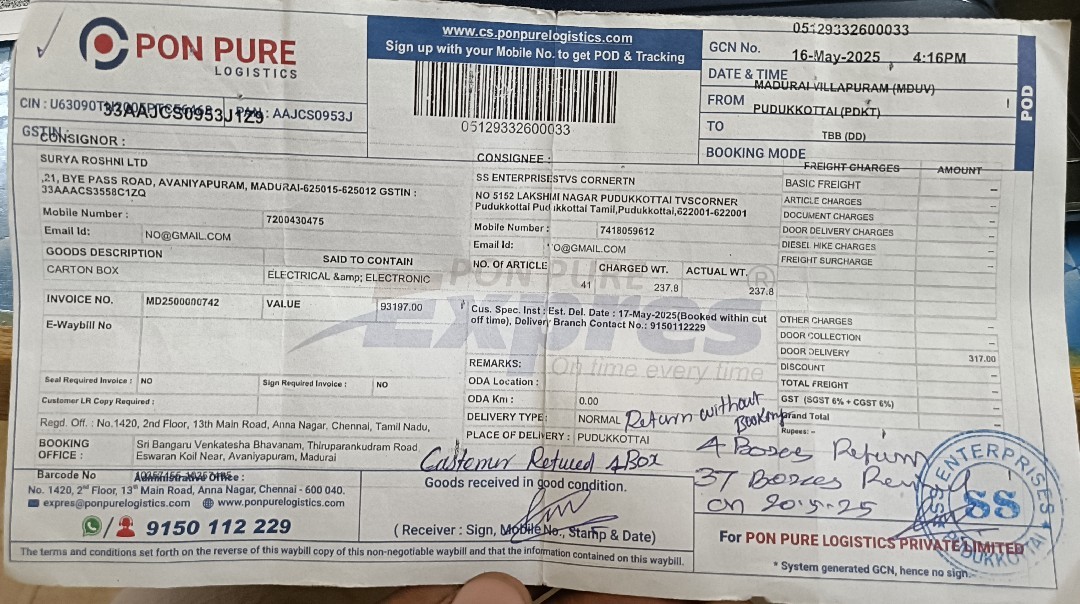 PON PURE
LOGISTICS
www.cs.ponpurelogistics.com
Sign up with your Mobile No. to get POD & Tracking
05129332600033
05129332600033
GCN No.
16-May-2025 4:16PM
DATE & TIME
MADURAI VILLAPURAM (MDUV)
FROM
PUDUKKOTTAI(PDKT)
TO
TBB (DD)
BOOKING MODE
POD
CIN :
33AAJCS0953J1Z9
PAN : AAJCS0953J
GSTIN:
CONSIGNOR :
SURYA ROSHNI LTD
,21, BYE PASS ROAD, AVANIYAPURAM, MADURAI-625015-625012 GSTIN :
33AAACS3558C1ZQ
Mobile Number : 7200430475
Email Id: NO@GMAIL.COM
GOODS DESCRIPTION SAID TO CONTAIN
CARTON BOX ELECTRICAL &amp; ELECTRONIC
INVOICE NO. MD2500000742 VALUE 93197.00
E-Waybill No
Seal Required Invoice : NO Sign Required Invoice : NO
Customer LR Copy Required :
Regd. Off. : No.1420, 2nd Floor, 13th Main Road, Anna Nagar, Chennai, Tamil Nadu,
BOOKING OFFICE : Sri Bangaru Venkatesha Bhavanam, Thiruparankudram Road
Eswaran Koil Near, Avaniyapuram, Madurai
Barcode No
Administrative Office :
No. 1420, 2nd Floor, 13th Main Road, Anna Nagar, Chennai - 600 040.
expres@ponpurelogistics.com www.ponpurelogistics.com
9150 112 229
The terms and conditions set forth on the reverse of this waybill copy of this non-negotiable waybill and that the information contained on this waybill.
CONSIGNEE :
SS ENTERPRISESTVS CORNERTN
NO 5152 LAKSHMI NAGAR PUDUKKOTTAI TVSCORNER
Pudukkottai Pudukkottai Tamil,Pudukkottai,622001-622001
Mobile Number : 7418059612
Email Id: NO@GMAIL.COM
NO. OF ARTICLE CHARGED WT. ACTUAL WT.
41 237.8 237.8
PON PURE
Expres
On time every time
Cus. Spec. Inst : Est. Del. Date : 17-May-2025(Booked within cut
off time), Delivery Branch Contact No.: 9150112229
REMARKS:
ODA Location :
ODA Km : 0.00
DELIVERY TYPE: NORMAL
PLACE OF DELIVERY : PUDUKKOTTAI
Return without
Booking
Customer Refused 4 Box
Goods received in good condition.
( Receiver : Sign, Mobile No., Stamp & Date)
FREIGHT CHARGES AMOUNT
BASIC FREIGHT –
ARTICLE CHARGES –
DOCUMENT CHARGES –
DOOR DELIVERY CHARGES –
DIESEL HIKE CHARGES –
FREIGHT SURCHARGE –
OTHER CHARGES –
DOOR COLLECTION –
DOOR DELIVERY 317.00
DISCOUNT –
TOTAL FREIGHT –
GST (SGST 6% + CGST 6%) –
Grand Total –
Rupees: –
4 Boxes Return
37 Boxes
on 20-5-25
SS
ENTERPRISES
PUDUKKOTTAI
For PON PURE LOGISTICS PRIVATE LIMITED
* System generated GCN, hence no sign.